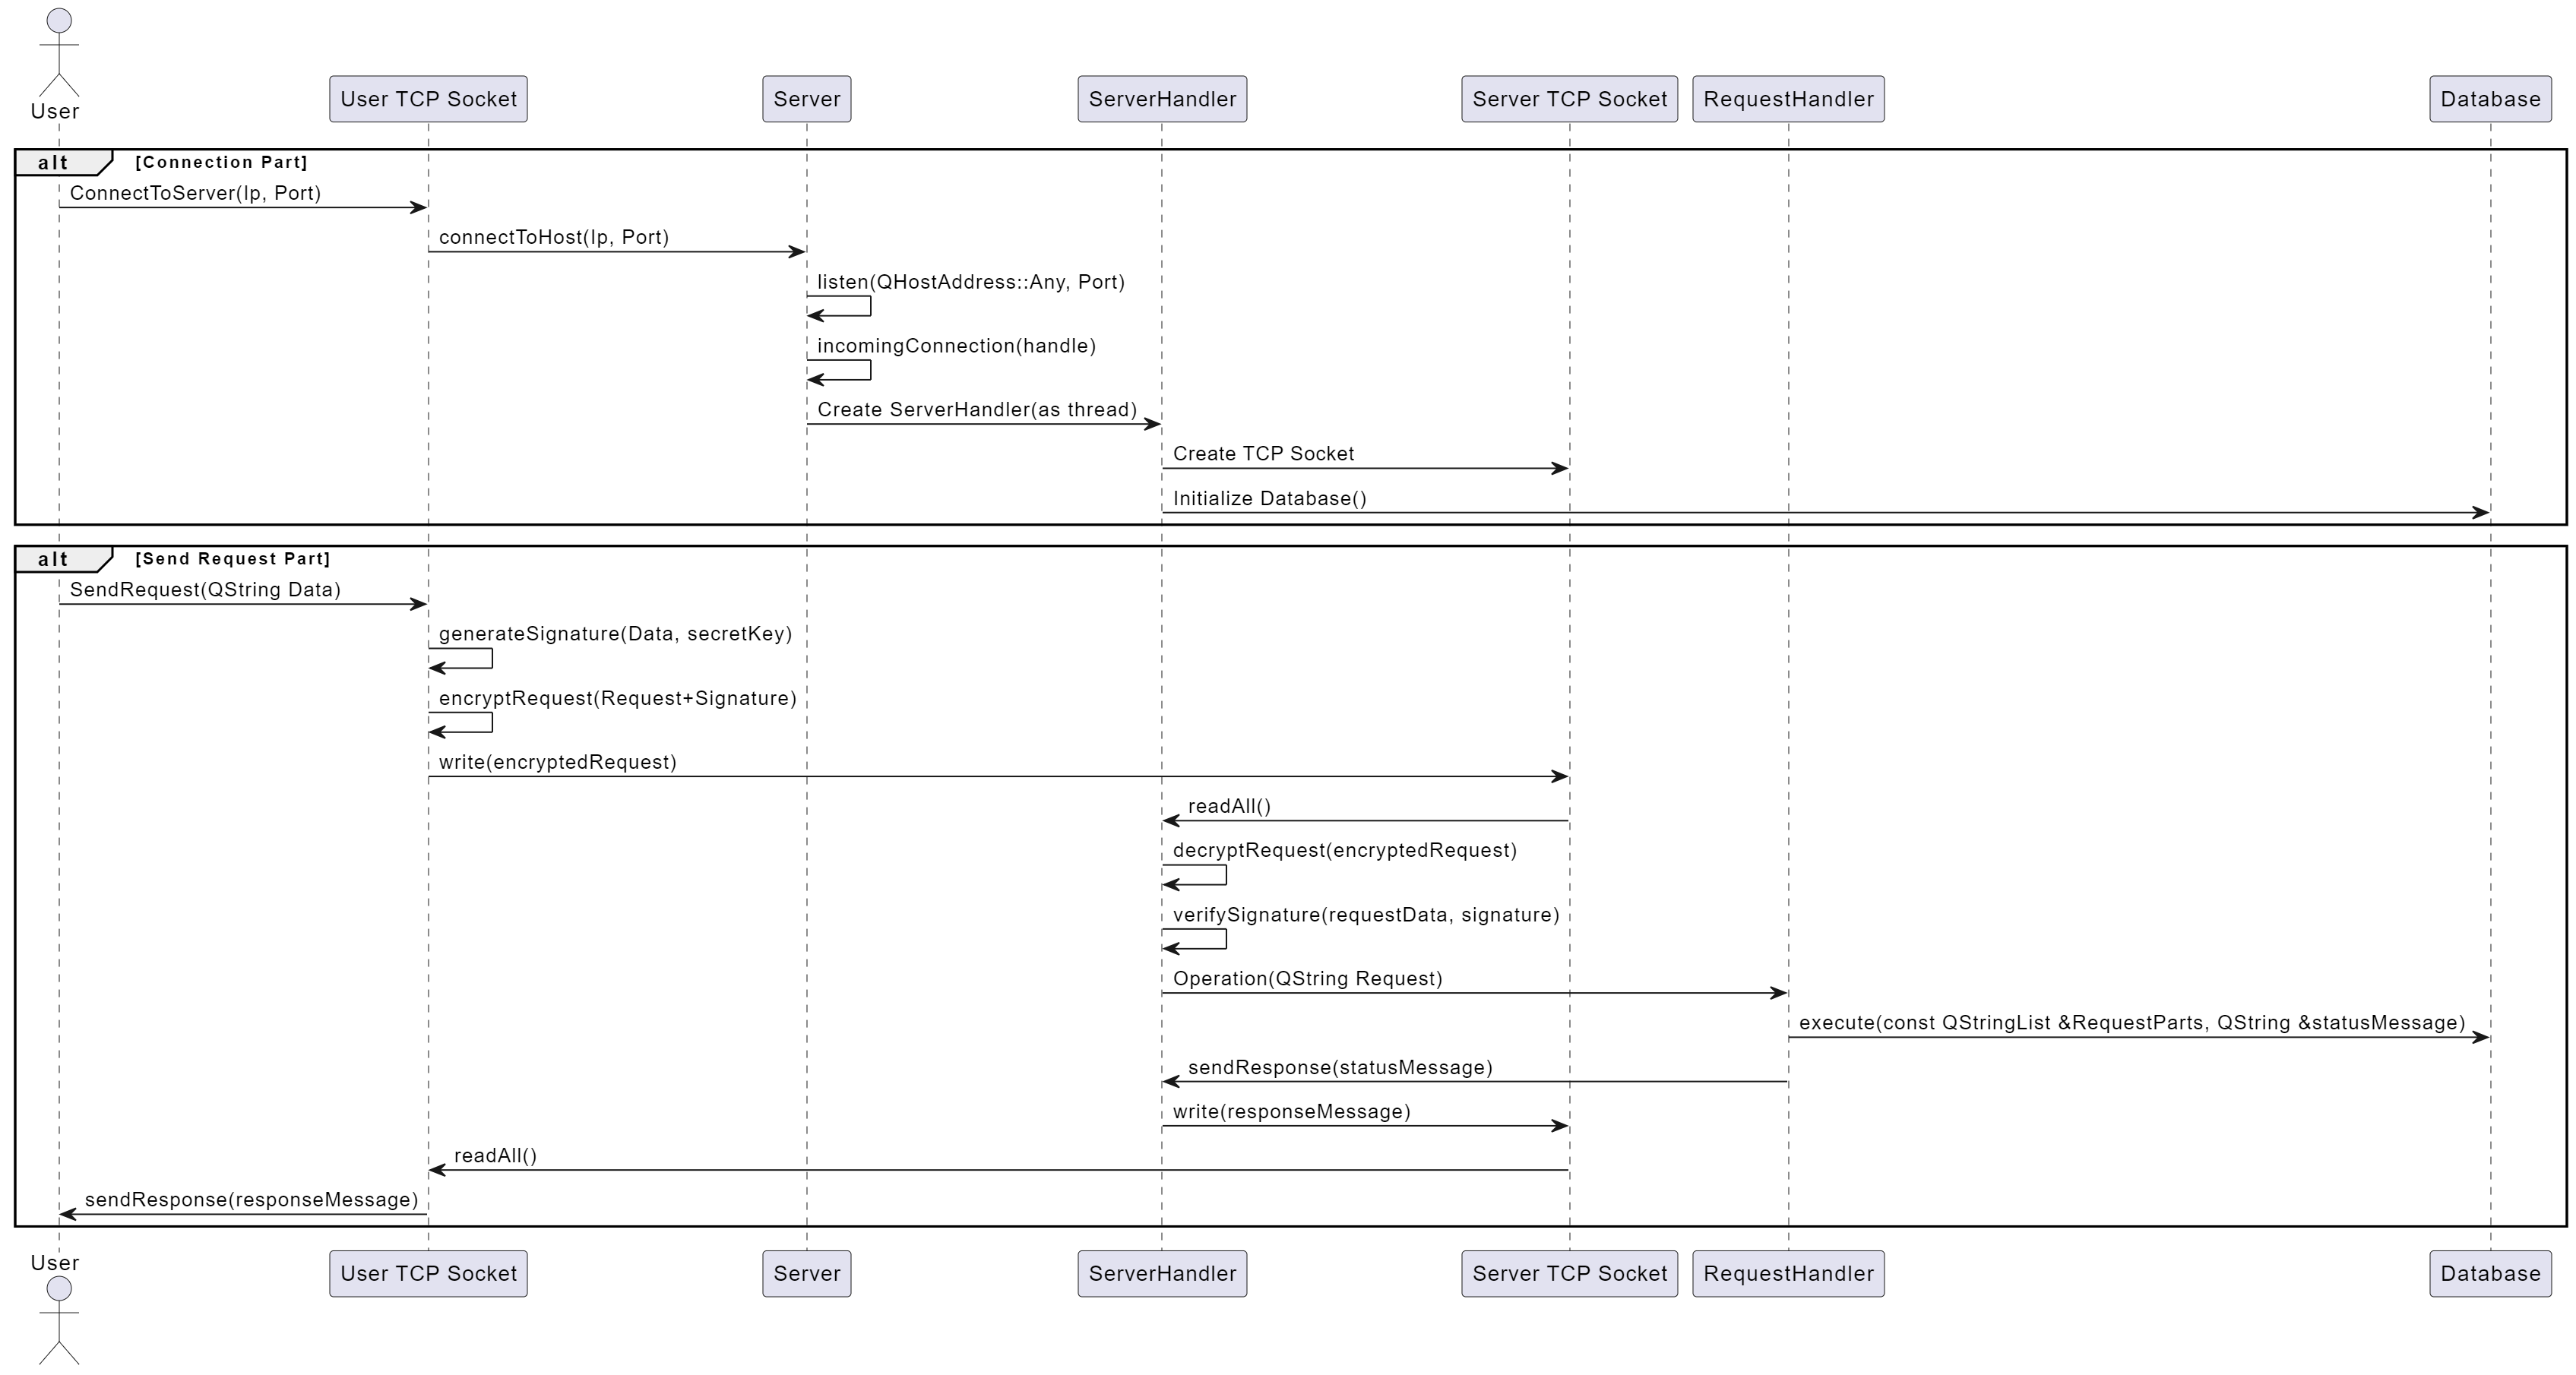 User
User TCP Socket
Server
ServerHandler
Server TCP Socket
RequestHandler
Database
alt [Connection Part]
ConnectToServer(Ip, Port)
connectToHost(Ip, Port)
listen(QHostAddress::Any, Port)
incomingConnection(handle)
Create ServerHandler(as thread)
Create TCP Socket
Initialize Database()
alt [Send Request Part]
SendRequest(QString Data)
generateSignature(Data, secretKey)
encryptRequest(Request+Signature)
write(encryptedRequest)
readAll()
decryptRequest(encryptedRequest)
verifySignature(requestData, signature)
Operation(QString Request)
execute(const QStringList &RequestParts, QString &statusMessage)
sendResponse(statusMessage)
write(responseMessage)
readAll()
sendResponse(responseMessage)
User
User TCP Socket
Server
ServerHandler
Server TCP Socket
RequestHandler
Database